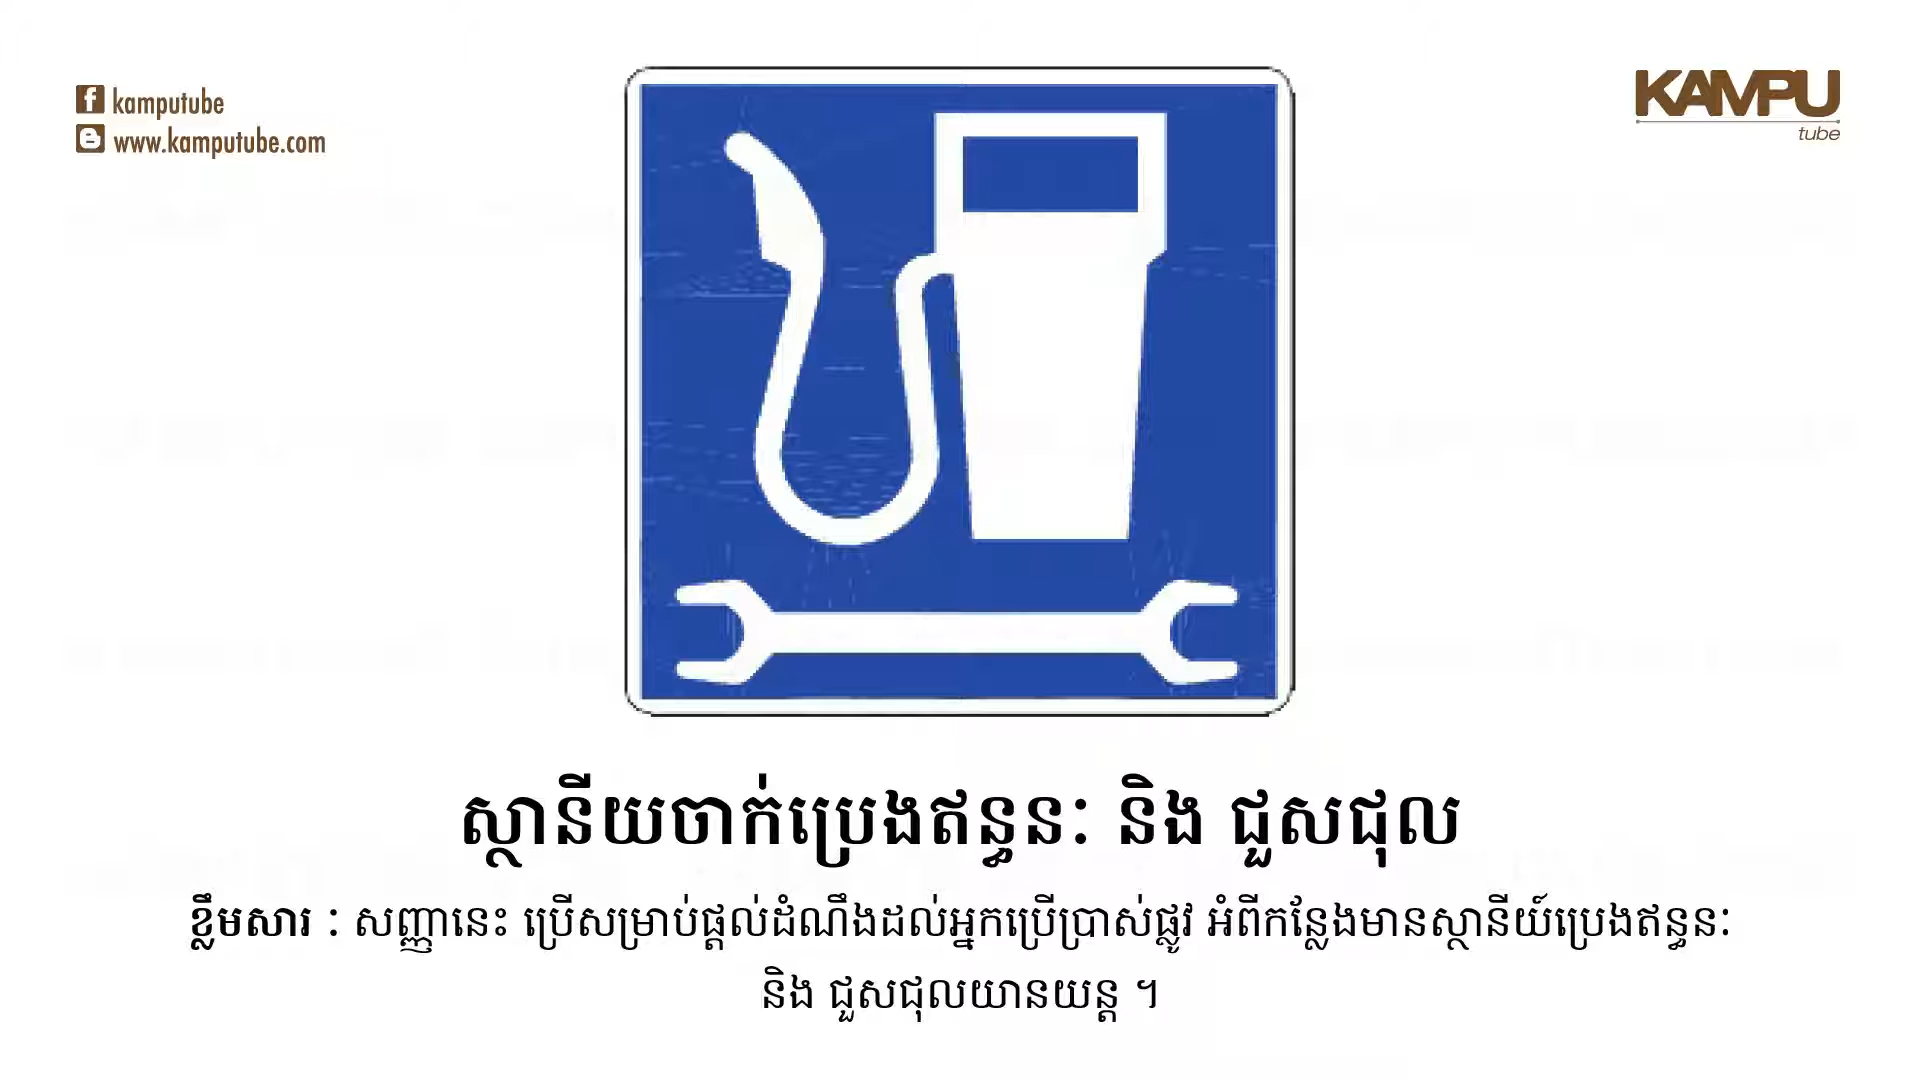 kamputube
www.kamputube.com
KAMPU
tube
ស្ថានីយចាក់ប្រេងឥន្ធនៈ និង ជួសជុល
ខ្លឹមសារ : សញ្ញានេះ ប្រើសម្រាប់ផ្តល់ដំណឹងដល់អ្នកប្រើប្រាស់ផ្លូវ អំពីកន្លែងមានស្ថានីយ៍ប្រេងឥន្ធនៈ
និង ជួសជុលយានយន្ត ។